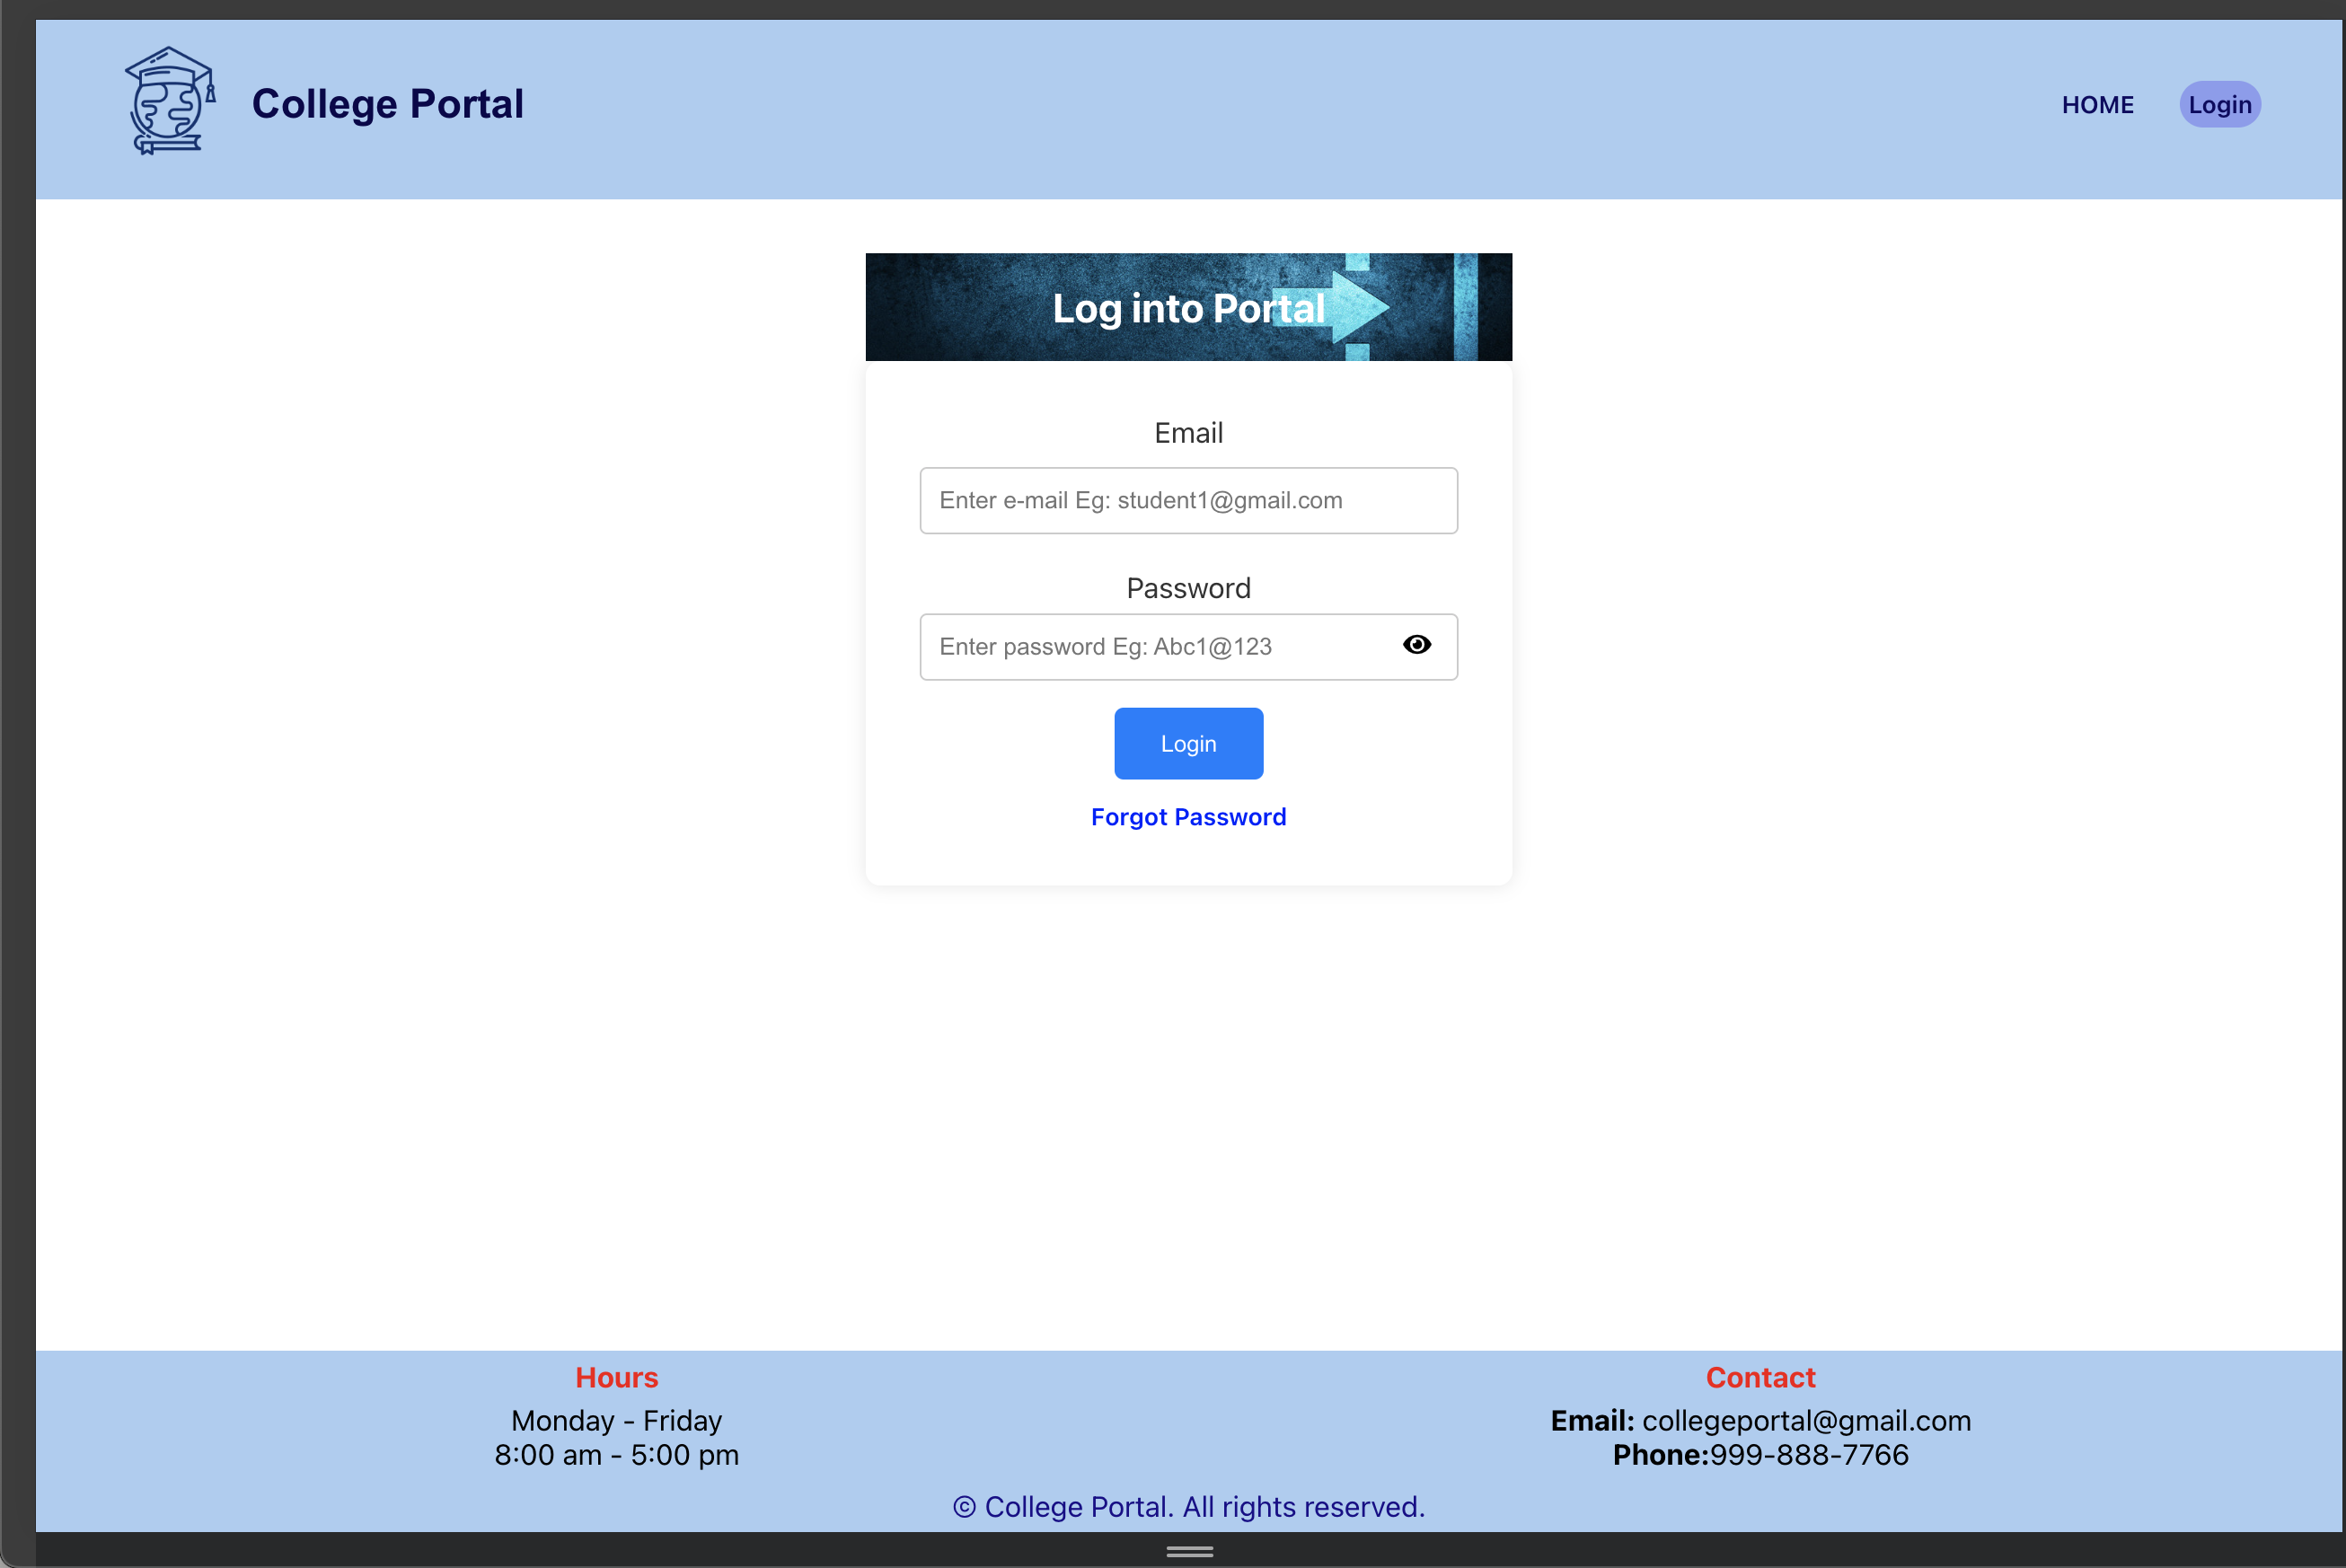 College Portal
HOME
Login
Log into Portal
Email
Enter e-mail Eg: student1@gmail.com
Password
Enter password Eg: Abc1@123
Login
Forgot Password
Hours
Monday - Friday
8:00 am - 5:00 pm
Contact
Email: collegeportal@gmail.com
Phone:999-888-7766
© College Portal. All rights reserved.